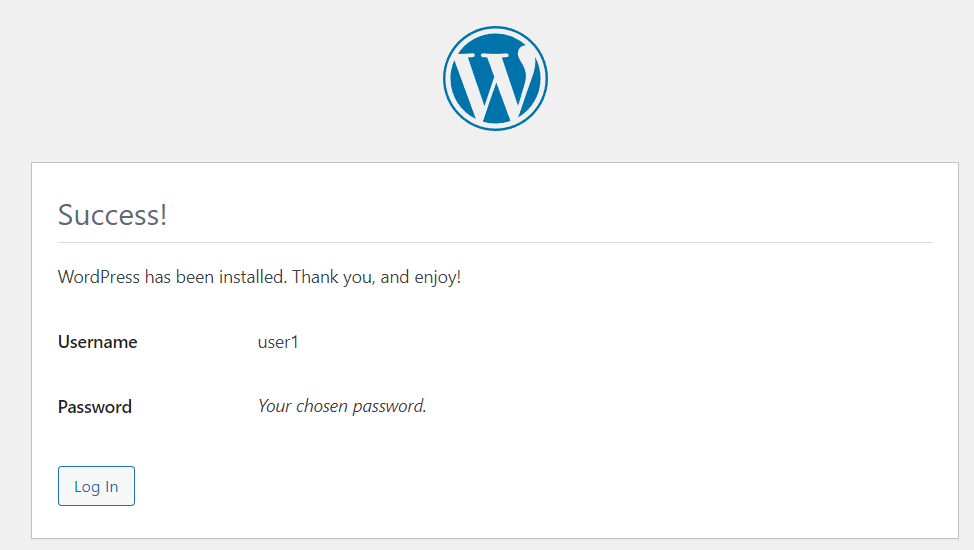 Success!
WordPress has been installed. Thank you, and enjoy!
Username user1
Password Your chosen password.
Log In